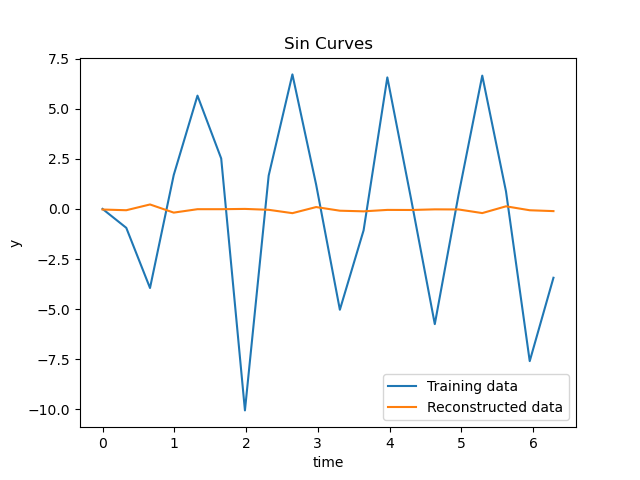 Sin Curves
7.5
5.0
2.5
0.0
−2.5
−5.0
−7.5
−10.0
y
0 1 2 3 4 5 6
time
Training data
Reconstructed data